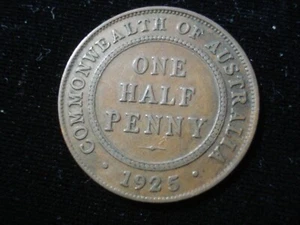 COMMONWEALTH OF AUSTRALIA
ONE
HALF
PENNY
1925